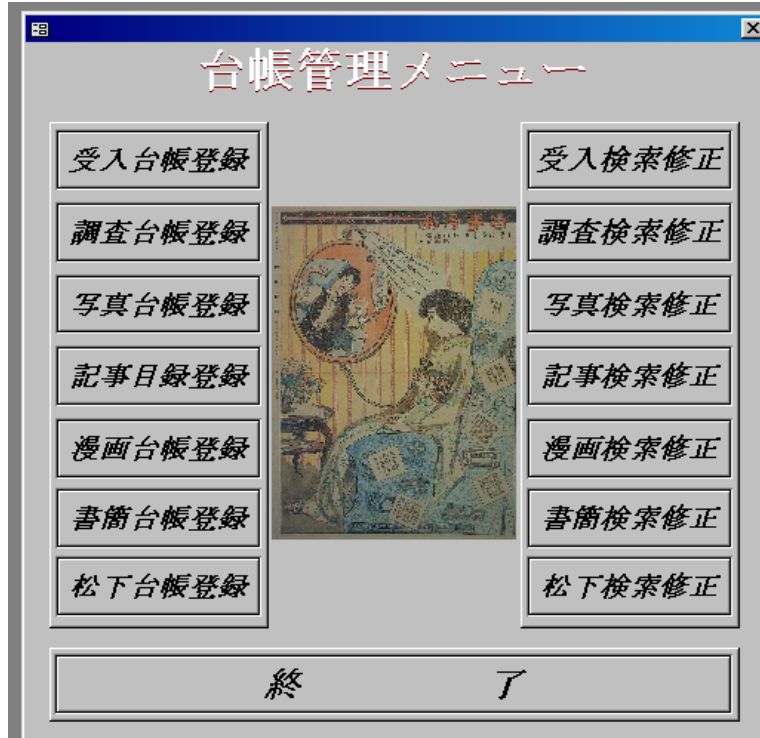 台帳管理メニュー
受入台帳登録
調査台帳登録
写真台帳登録
記事目録登録
漫画台帳登録
書簡台帳登録
松下台帳登録
受入検索修正
調査検索修正
写真検索修正
記事検索修正
漫画検索修正
書簡検索修正
松下検索修正
終 了